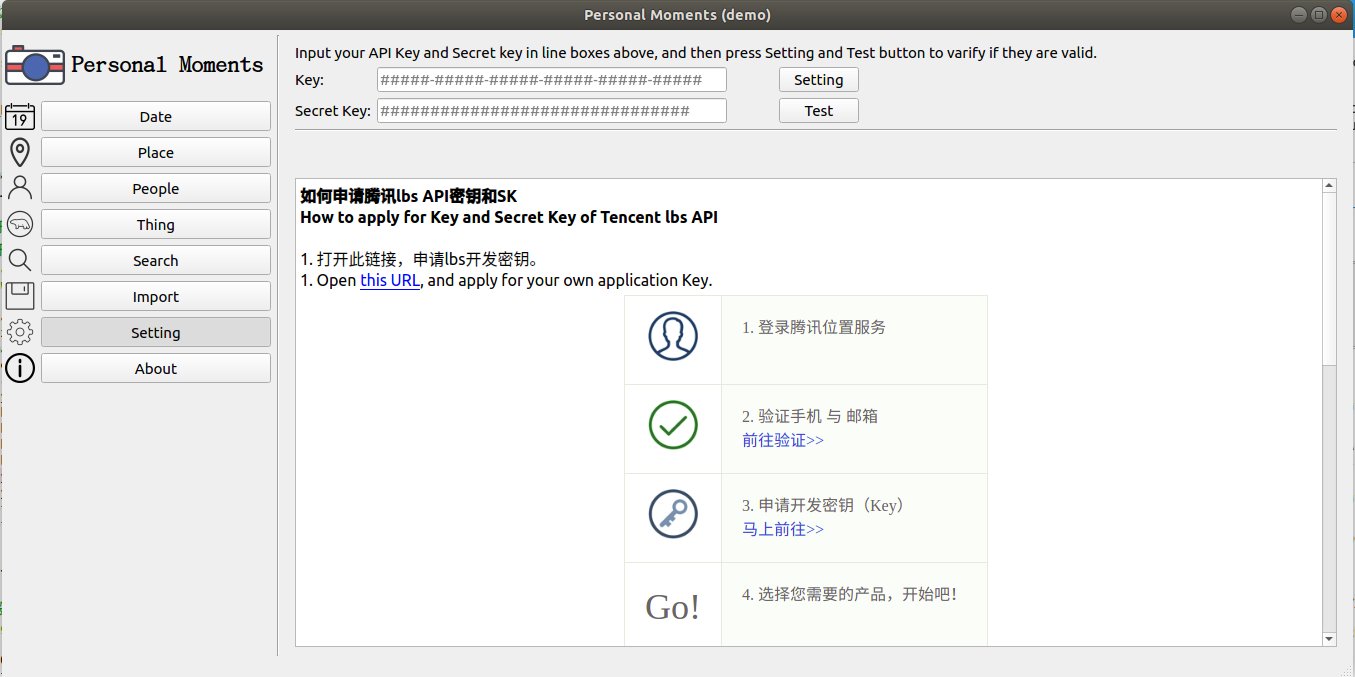 Personal Moments (demo)
Personal Moments
19
Date
Place
People
Thing
Search
Import
Setting
About
Input your API Key and Secret key in line boxes above, and then press Setting and Test button to varify if they are valid.
Key: #####-#####-#####-#####-#####-##### Setting
Secret Key: ############################### Test
如何申请腾讯lbs API密钥和SK
How to apply for Key and Secret Key of Tencent lbs API
1. 打开此链接，申请lbs开发密钥。
1. Open this URL, and apply for your own application Key.
1. 登录腾讯位置服务
2. 验证手机 与 邮箱
前往验证>>
3. 申请开发密钥（Key）
马上前往>>
Go!
4. 选择您需要的产品，开始吧！